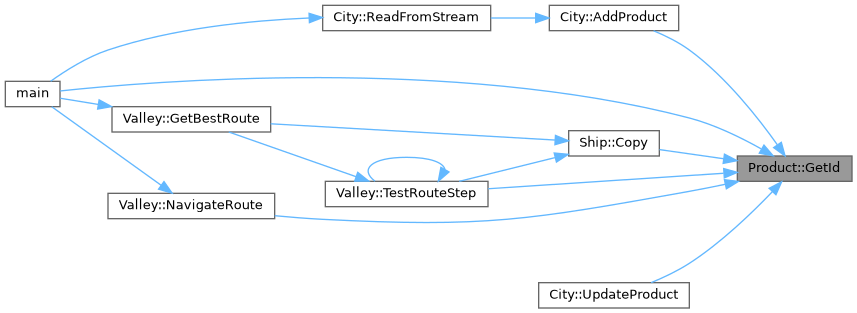 City::ReadFromStream
City::AddProduct
main
Valley::GetBestRoute
Ship::Copy
Product::GetId
Valley::TestRouteStep
Valley::NavigateRoute
City::UpdateProduct